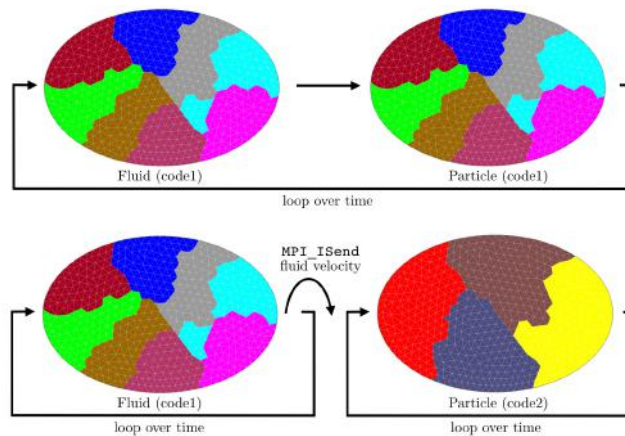 Fluid (code1)
Particle (code1)
loop over time
MPI_ISend
fluid velocity
Fluid (code1)
Particle (code2)
loop over time
loop over time